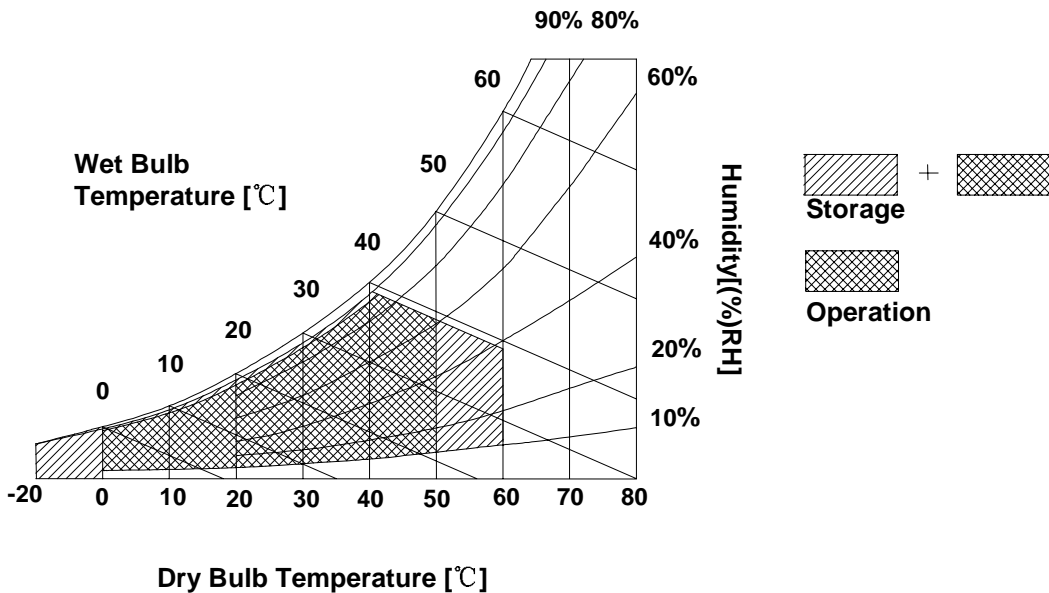 90% 80%
60
60%
50
Wet Bulb
Temperature [℃]
40
30
20
10
0
Humidity[(%)RH]
40%
20%
10%
-20 0 10 20 30 40 50 60 70 80
Dry Bulb Temperature [℃]
+
Storage
Operation